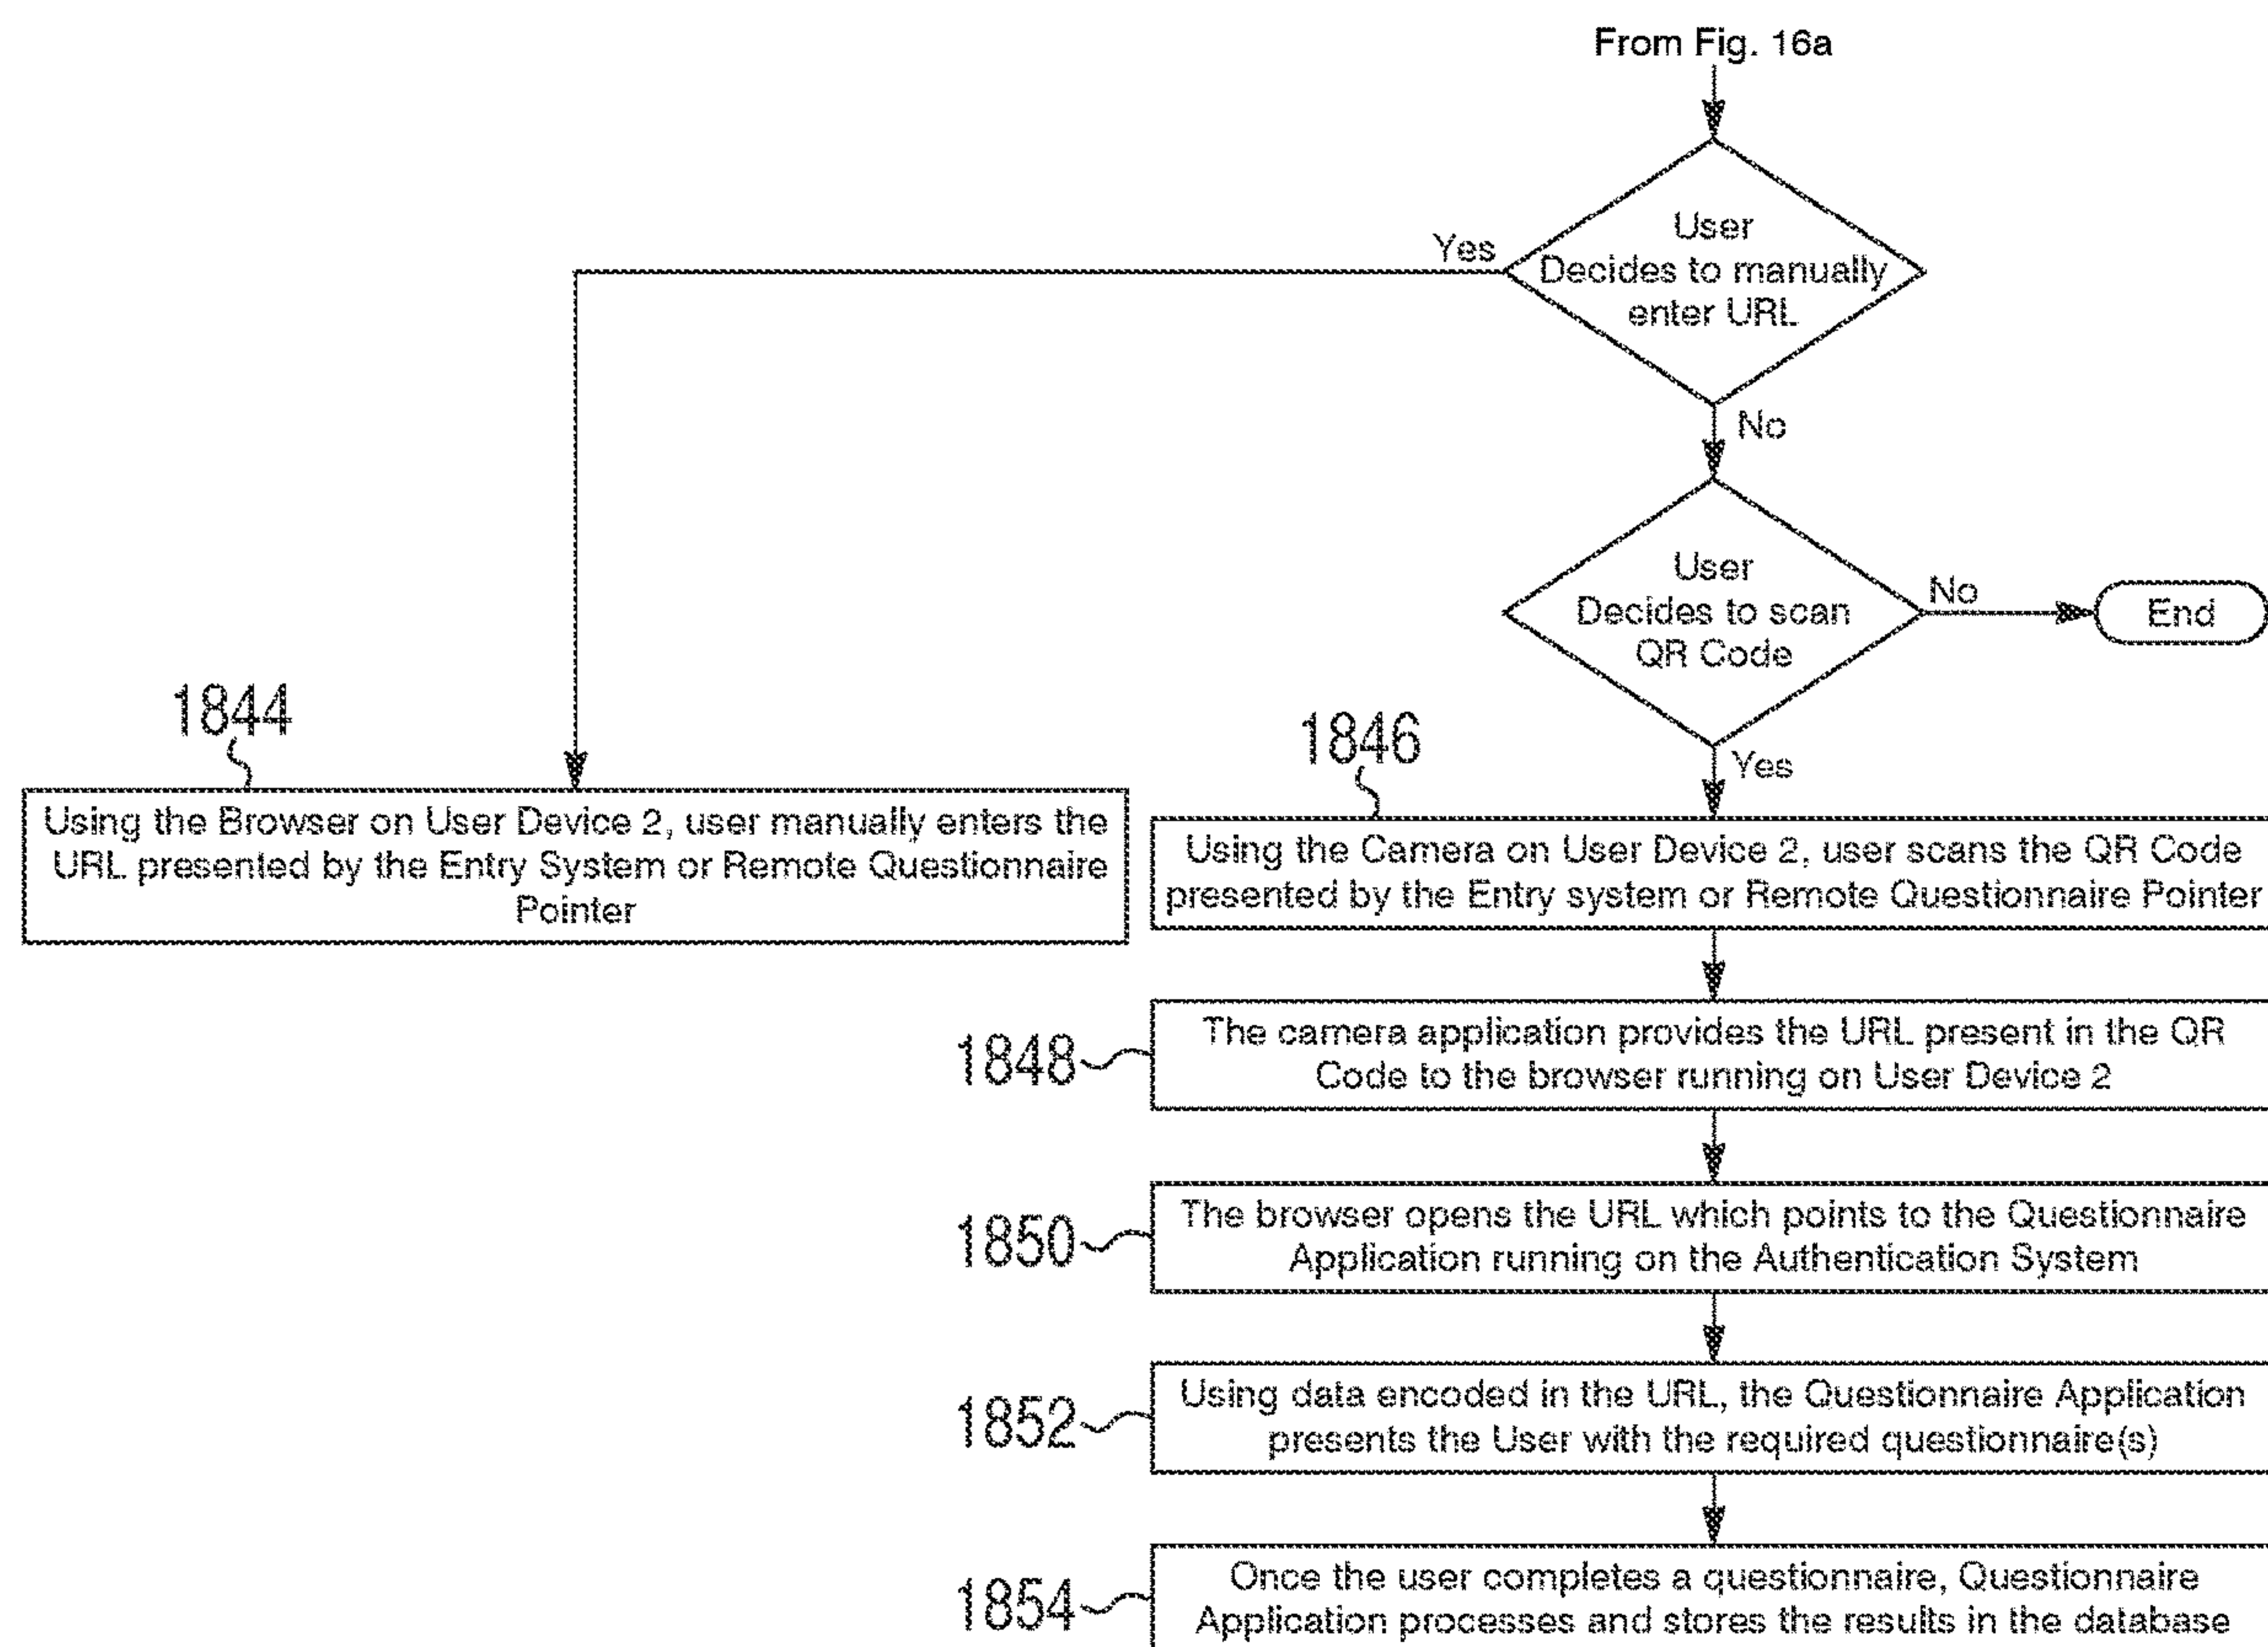 From Fig. 16a
User
Decides to manually
enter URL
Yes
No
User
Decides to scan
QR Code
No
End
Yes
1844
Using the Browser on User Device 2, user manually enters the
URL presented by the Entry System or Remote Questionnaire
Pointer
1846
Using the Camera on User Device 2, user scans the QR Code
presented by the Entry system or Remote Questionnaire Pointer
1848
The camera application provides the URL present in the QR
Code to the browser running on User Device 2
1850
The browser opens the URL which points to the Questionnaire
Application running on the Authentication System
1852
Using data encoded in the URL, the Questionnaire Application
presents the User with the required questionnaire(s)
1854
Once the user completes a questionnaire, Questionnaire
Application processes and stores the results in the database